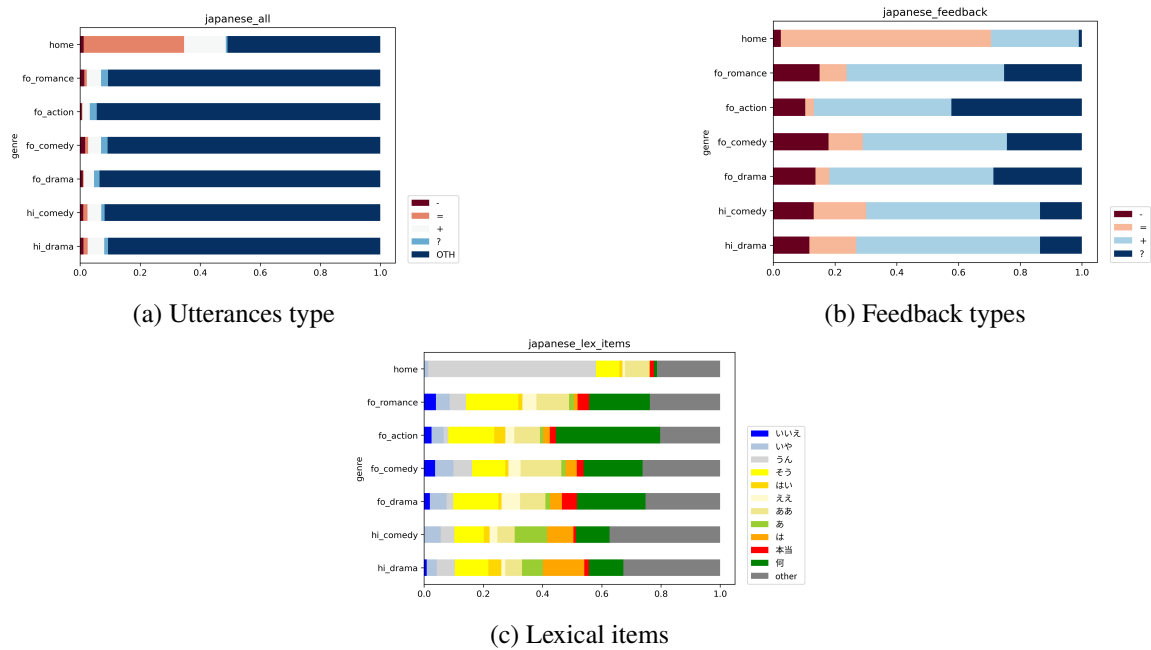 japanese_all
home
fo_romance
fo_action
fo_comedy
fo_drama
hi_comedy
hi_drama
genre
0.0 0.2 0.4 0.6 0.8 1.0
-
=
+
?
OTH
(a) Utterances type
japanese_feedback
home
fo_romance
fo_action
fo_comedy
fo_drama
hi_comedy
hi_drama
genre
0.0 0.2 0.4 0.6 0.8 1.0
-
=
+
?
(b) Feedback types
japanese_lex_items
home
fo_romance
fo_action
fo_comedy
fo_drama
hi_comedy
hi_drama
genre
0.0 0.2 0.4 0.6 0.8 1.0
いいえ
いや
うん
そう
はい
ええ
ああ
あ
は
本当
何
other
(c) Lexical items